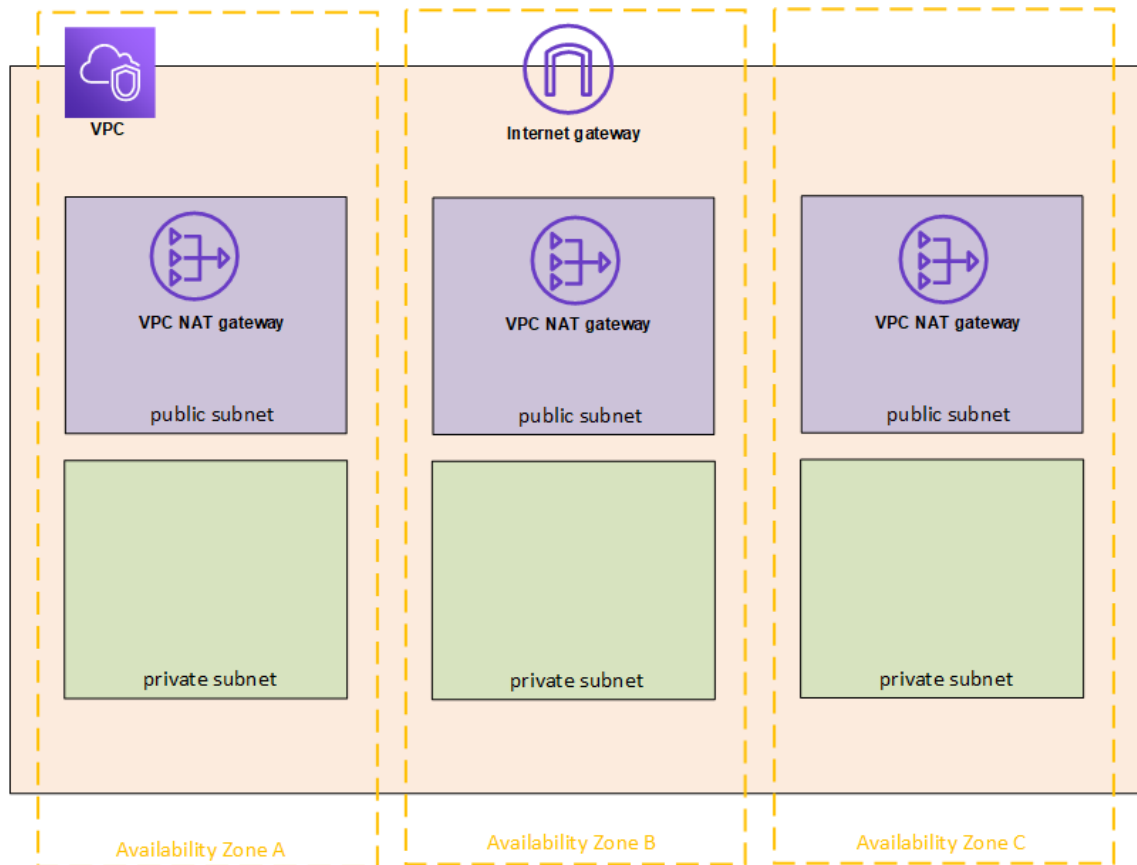 VPC
Internet gateway
VPC NAT gateway
VPC NAT gateway
VPC NAT gateway
public subnet
public subnet
public subnet
private subnet
private subnet
private subnet
Availability Zone A
Availability Zone B
Availability Zone C